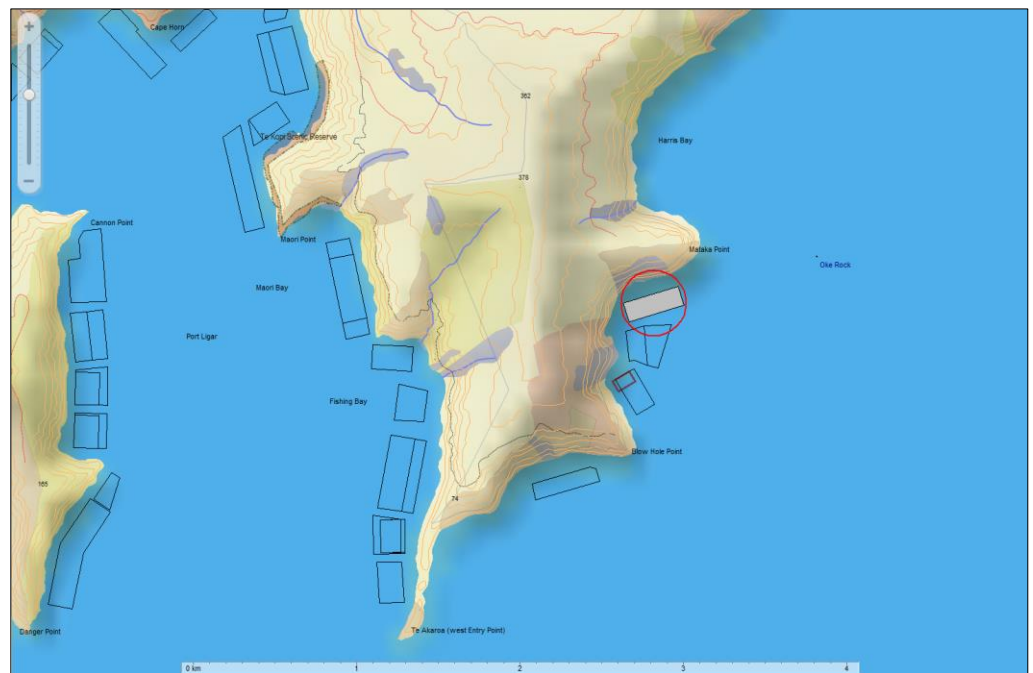 Cape Horn
+
362
Te Kopi Scenic Reserve
Harris Bay
−
378
Cannon Point
Maori Point
Mataka Point
Oke Rock
Maori Bay
Port Ligar
Fishing Bay
Blow Hole Point
165
74
Danger Point
Te Akaroa (west Entry Point)
0 km 1 2 3 4